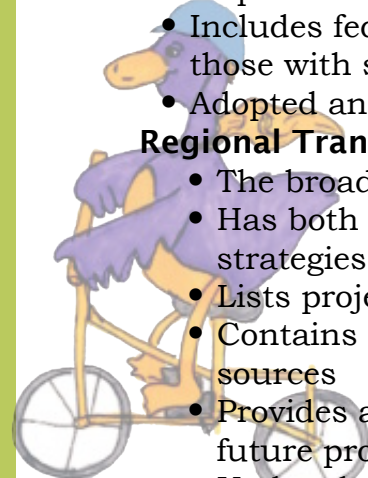 • Includes fed
those with s
• Adopted an
Regional Tran
• The broad
• Has both
strategies
• Lists proje
• Contains
sources
• Provides a
future pro